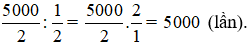 5000/2 : 1/2 = 5000/2 . 2/1 = 5000 (lần).